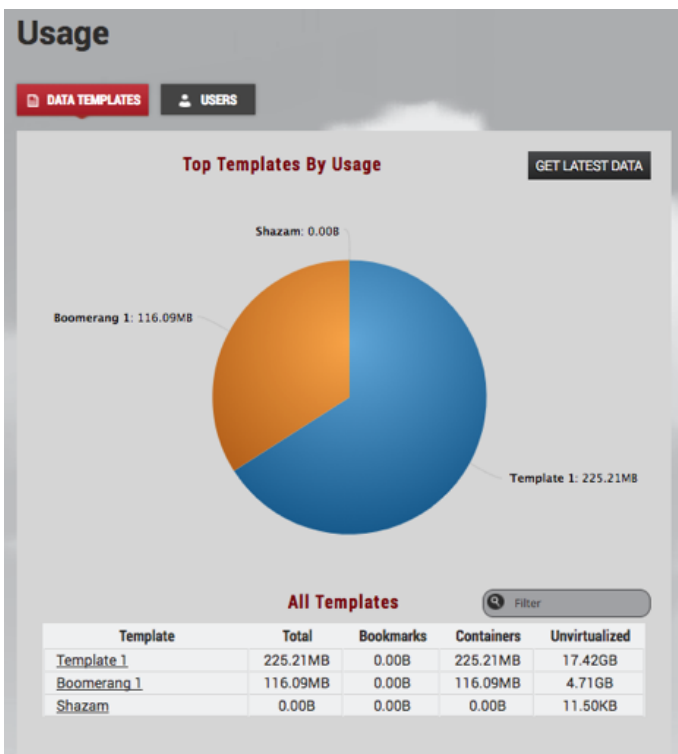 Usage
DATA TEMPLATES USERS
Top Templates By Usage GET LATEST DATA
Shazam: 0.00B
Boomerang 1: 116.09MB
Template 1: 225.21MB
All Templates Filter
Template Total Bookmarks Containers Unvirtualized
Template 1 225.21MB 0.00B 225.21MB 17.42GB
Boomerang 1 116.09MB 0.00B 116.09MB 4.71GB
Shazam 0.00B 0.00B 0.00B 11.50KB